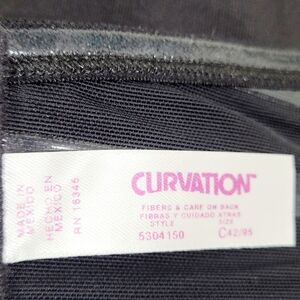 MADE IN
MEXICO
HECHO EN
MEXICO
RN 16346
CURVATION
FIBERS & CARE ON BACK
FIBRAS Y CUIDADO ATRAS
STYLE SIZE
5304150 C42/95